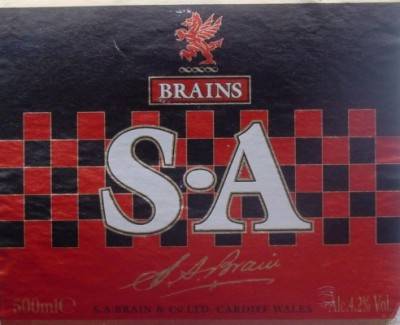 BRAINS
S·A
S.A. Brain
500ml℮
S.A BRAIN & Co LTD. CARDIFF WALES
Alc. 4.2% Vol.